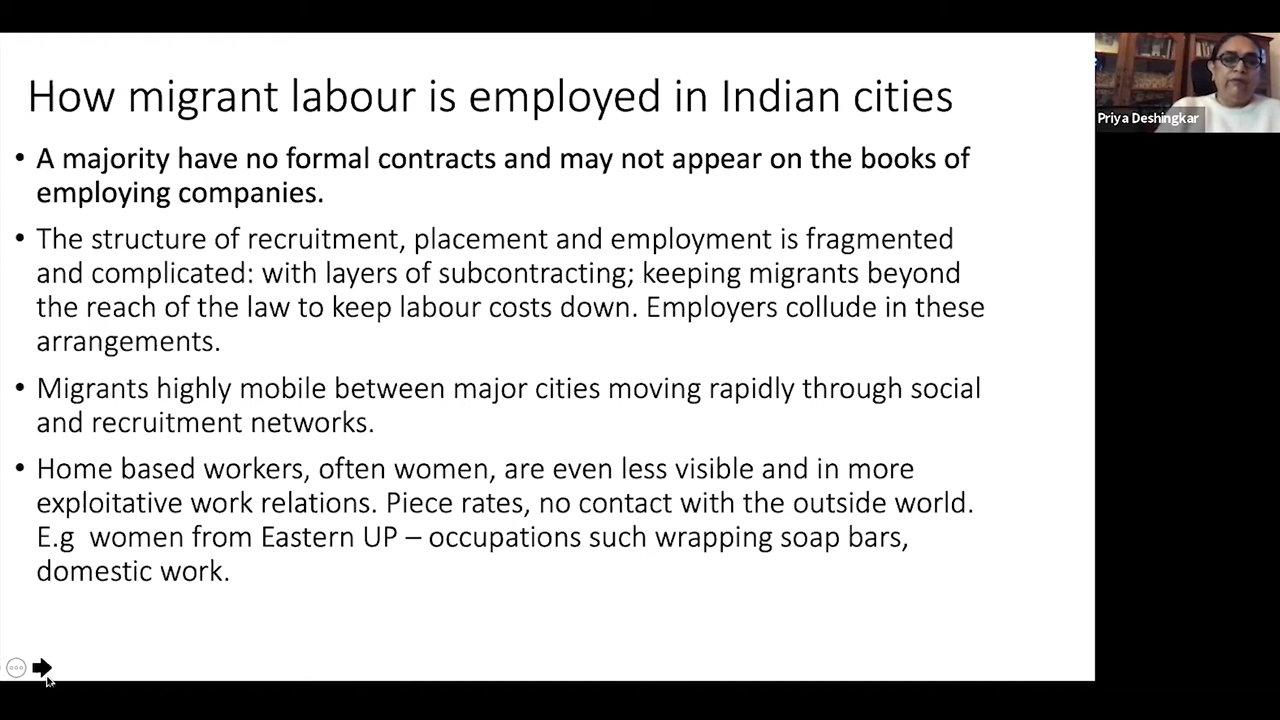 How migrant labour is employed in Indian cities
• A majority have no formal contracts and may not appear on the books of
employing companies.
• The structure of recruitment, placement and employment is fragmented
and complicated: with layers of subcontracting; keeping migrants beyond
the reach of the law to keep labour costs down. Employers collude in these
arrangements.
• Migrants highly mobile between major cities moving rapidly through social
and recruitment networks.
• Home based workers, often women, are even less visible and in more
exploitative work relations. Piece rates, no contact with the outside world.
E.g  women from Eastern UP – occupations such wrapping soap bars,
domestic work.
Priya Deshingkar